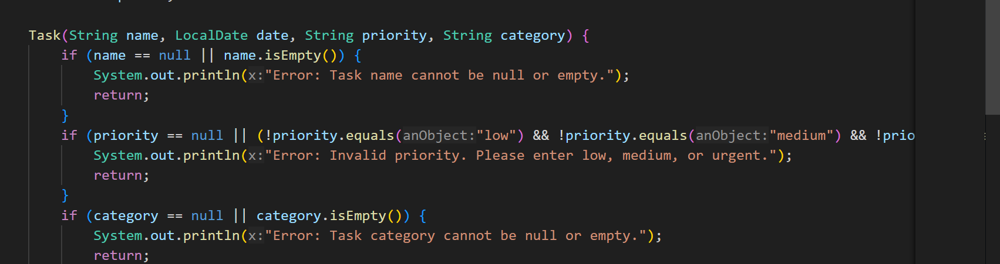 Task(String name, LocalDate date, String priority, String category) {
if (name == null || name.isEmpty()) {
System.out.println(x:"Error: Task name cannot be null or empty.");
return;
}
if (priority == null || (!priority.equals(anObject:"low") && !priority.equals(anObject:"medium") && !prio
System.out.println(x:"Error: Invalid priority. Please enter low, medium, or urgent.");
return;
}
if (category == null || category.isEmpty()) {
System.out.println(x:"Error: Task category cannot be null or empty.");
return;